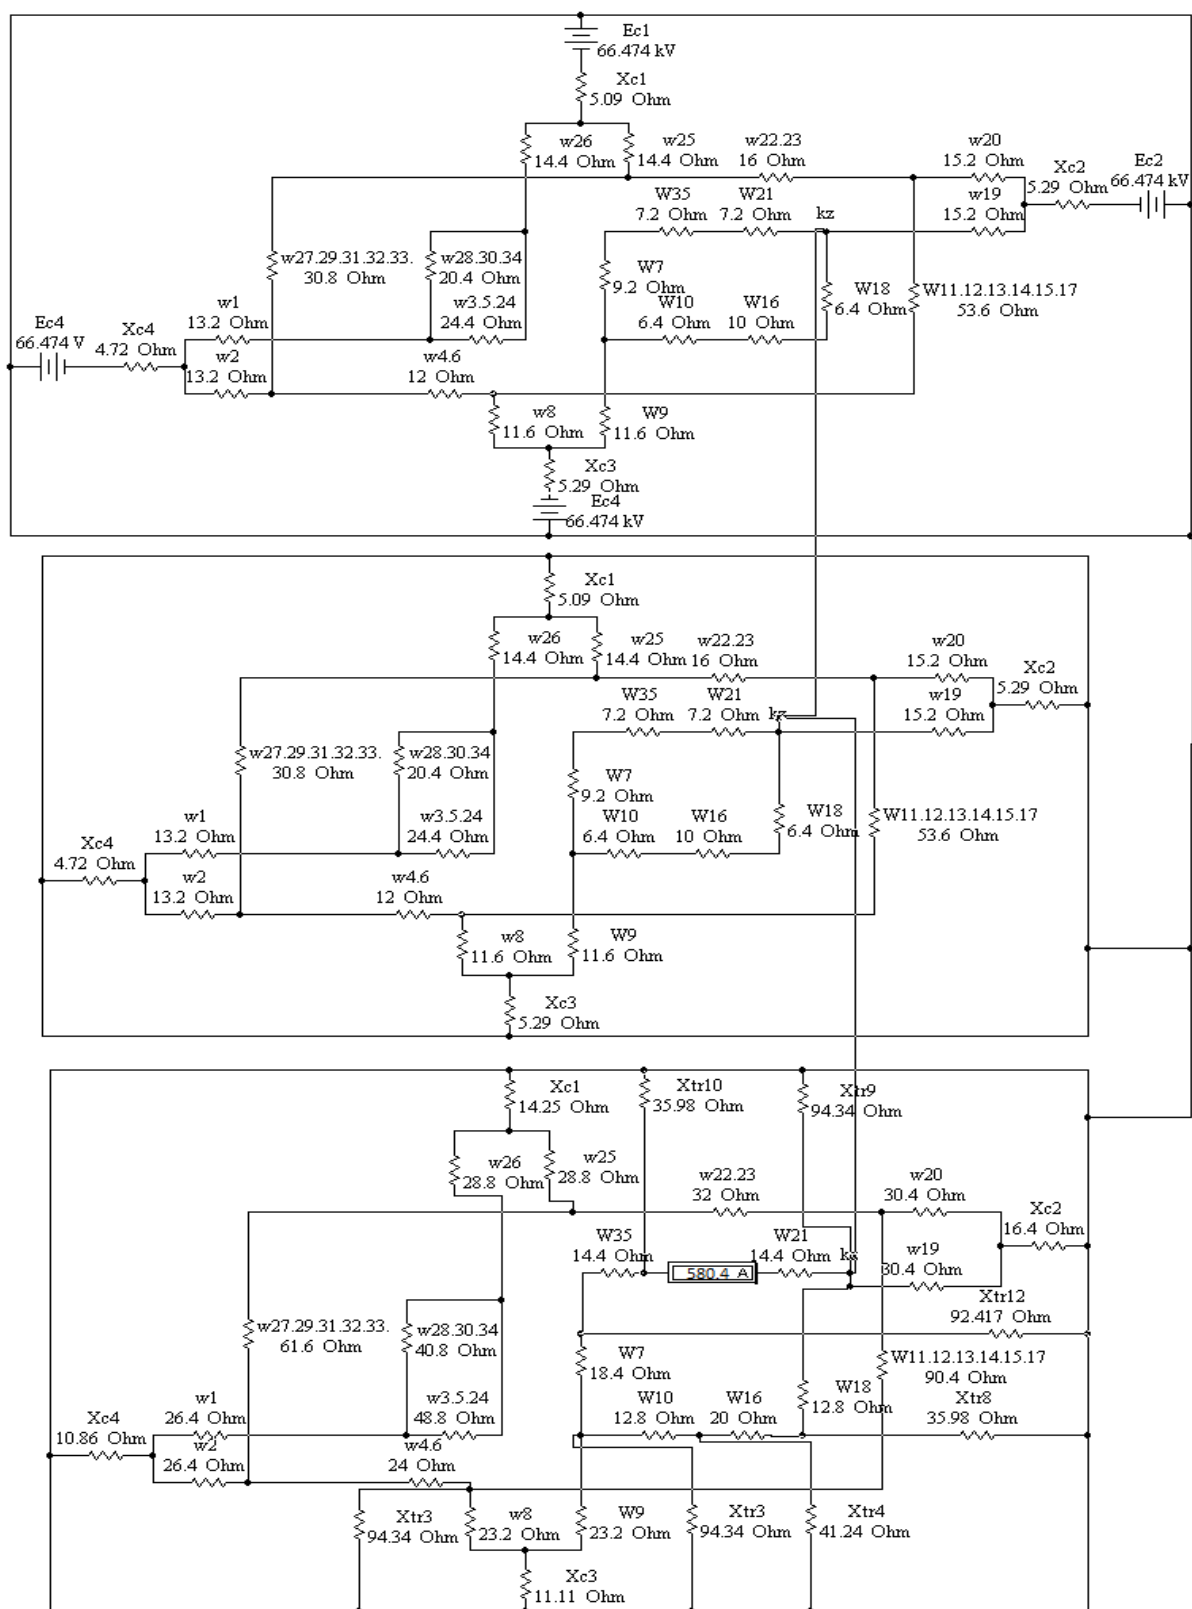 Ec1
66.474 kV
Xc1
5.09 Ohm
w26
14.4 Ohm
w25
14.4 Ohm
w22.23
16 Ohm
w20
15.2 Ohm
Xc2
5.29 Ohm
Ec2
66.474 kV
w19
15.2 Ohm
W35
7.2 Ohm
W21
7.2 Ohm
kz
w27.29.31.32.33.
30.8 Ohm
w28.30.34
20.4 Ohm
W7
9.2 Ohm
W10
6.4 Ohm
W16
10 Ohm
W18
6.4 Ohm
W11.12.13.14.15.17
53.6 Ohm
w1
13.2 Ohm
w3.5.24
24.4 Ohm
Ec4
66.474 V
Xc4
4.72 Ohm
w2
13.2 Ohm
w4.6
12 Ohm
w8
11.6 Ohm
W9
11.6 Ohm
Xc3
5.29 Ohm
Ec4
66.474 kV
Xc1
5.09 Ohm
w26
14.4 Ohm
w25
14.4 Ohm
w22.23
16 Ohm
w20
15.2 Ohm
Xc2
5.29 Ohm
w19
15.2 Ohm
W35
7.2 Ohm
W21
7.2 Ohm
kz
w27.29.31.32.33.
30.8 Ohm
w28.30.34
20.4 Ohm
W7
9.2 Ohm
W10
6.4 Ohm
W16
10 Ohm
W18
6.4 Ohm
W11.12.13.14.15.17
53.6 Ohm
w1
13.2 Ohm
w3.5.24
24.4 Ohm
Xc4
4.72 Ohm
w2
13.2 Ohm
w4.6
12 Ohm
w8
11.6 Ohm
W9
11.6 Ohm
Xc3
5.29 Ohm
Xc1
14.25 Ohm
Xtr10
35.98 Ohm
Xtr9
94.34 Ohm
w26
28.8 Ohm
w25
28.8 Ohm
w22.23
32 Ohm
w20
30.4 Ohm
Xc2
16.4 Ohm
W35
14.4 Ohm
580.4 A
W21
14.4 Ohm
w19
30.4 Ohm
Xtr12
92.417 Ohm
w27.29.31.32.33.
61.6 Ohm
w28.30.34
40.8 Ohm
W7
18.4 Ohm
W11.12.13.14.15.17
90.4 Ohm
W10
12.8 Ohm
W16
20 Ohm
W18
12.8 Ohm
Xtr8
35.98 Ohm
w1
26.4 Ohm
w3.5.24
48.8 Ohm
Xc4
10.86 Ohm
w2
26.4 Ohm
w4.6
24 Ohm
Xtr3
94.34 Ohm
w8
23.2 Ohm
W9
23.2 Ohm
Xtr3
94.34 Ohm
Xtr4
41.24 Ohm
Xc3
11.11 Ohm